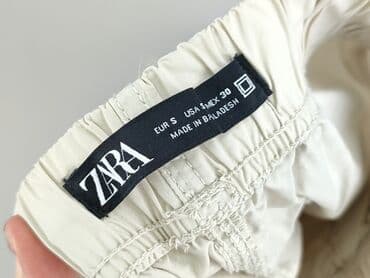 ZARA
EUR S USA S MEX 30
MADE IN BALADESH